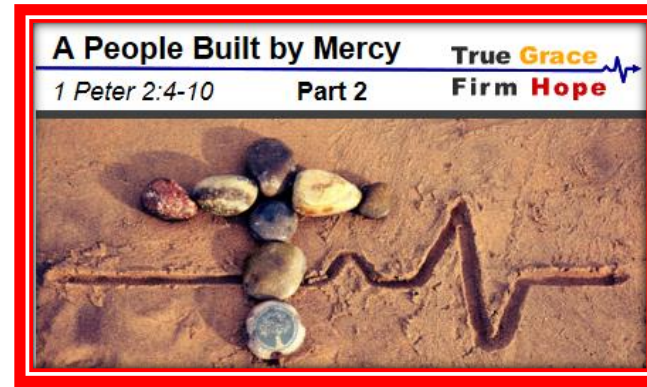 A People Built by Mercy
1 Peter 2:4-10 Part 2
True Grace
Firm Hope